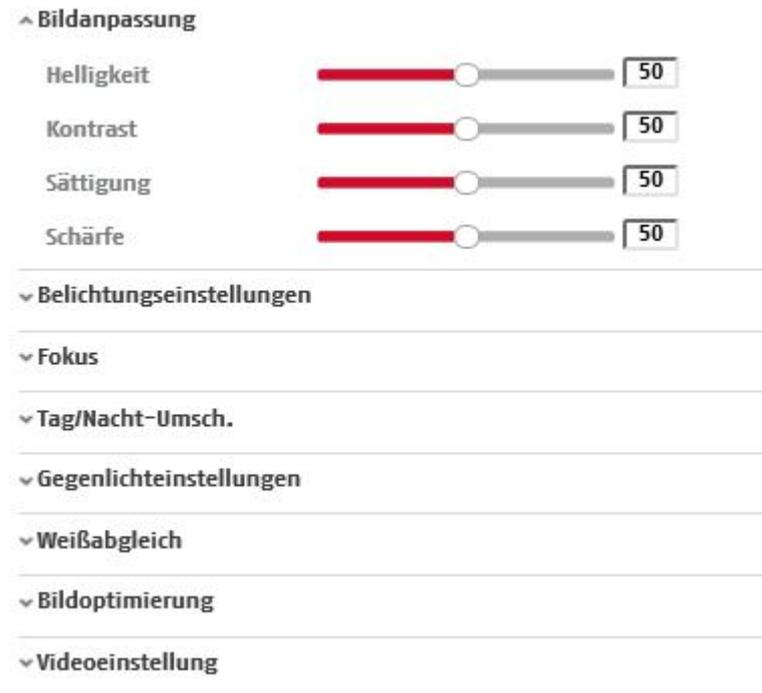 Bildanpassung
Helligkeit 50
Kontrast 50
Sättigung 50
Schärfe 50
Belichtungseinstellungen
Fokus
Tag/Nacht-Umsch.
Gegenlichteinstellungen
Weißabgleich
Bildoptimierung
Videoeinstellung